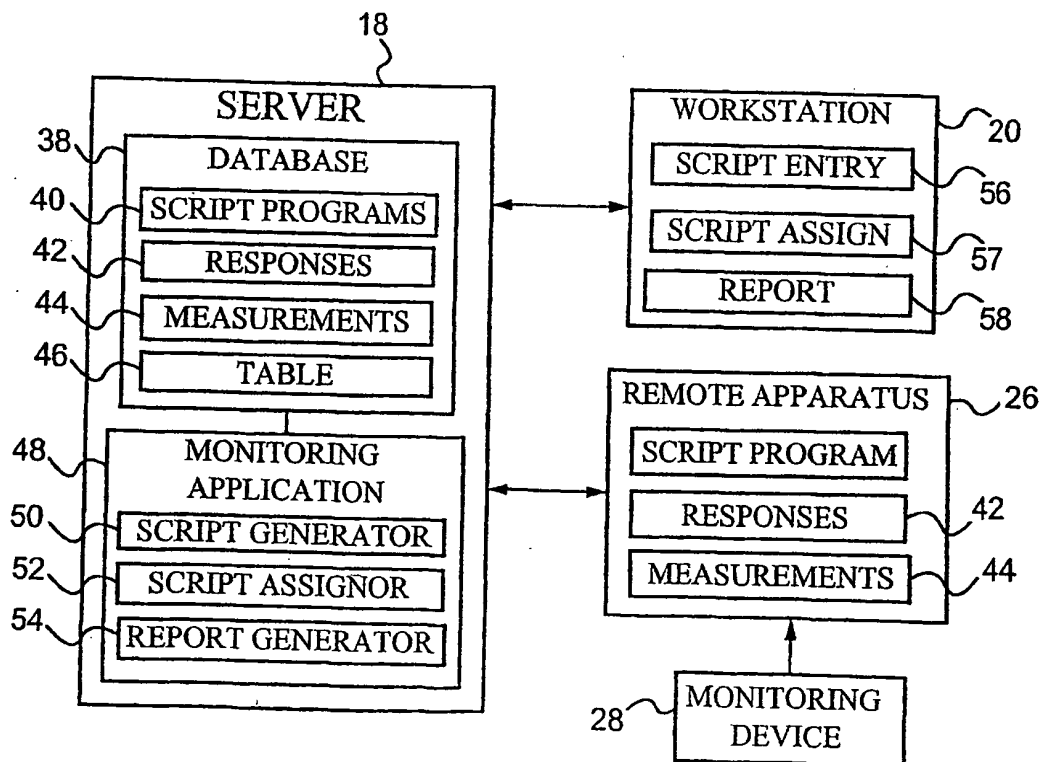 18
SERVER
38
DATABASE
40
SCRIPT PROGRAMS
42
RESPONSES
44
MEASUREMENTS
46
TABLE
48
MONITORING
APPLICATION
50
SCRIPT GENERATOR
52
SCRIPT ASSIGNOR
54
REPORT GENERATOR
WORKSTATION
20
SCRIPT ENTRY
56
SCRIPT ASSIGN
57
REPORT
58
REMOTE APPARATUS
26
SCRIPT PROGRAM
RESPONSES
42
MEASUREMENTS
44
28
MONITORING
DEVICE